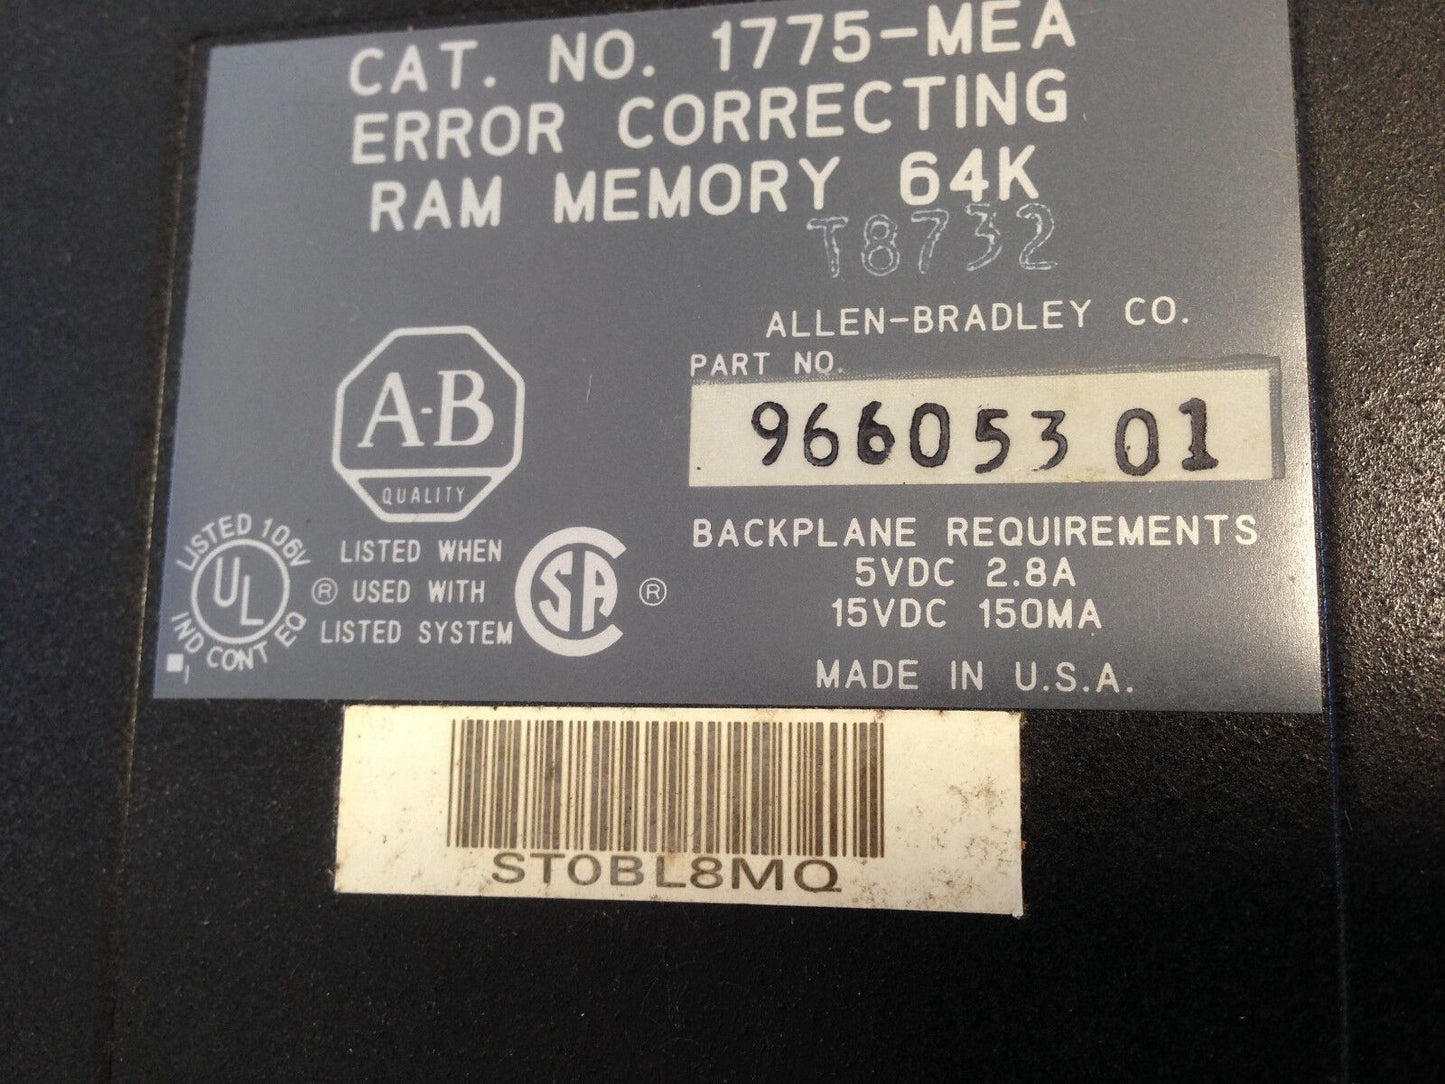 CAT. NO. 1775-MEA
ERROR CORRECTING
RAM MEMORY 64K
T8732
ALLEN-BRADLEY CO.
PART NO.
966053 01
A-B
QUALITY
BACKPLANE REQUIREMENTS
5VDC 2.8A
15VDC 150MA
MADE IN U.S.A.
LISTED 106V
UL
IND CONT EQ
®
LISTED WHEN
USED WITH
LISTED SYSTEM
SA
®
ST0BL8MQ